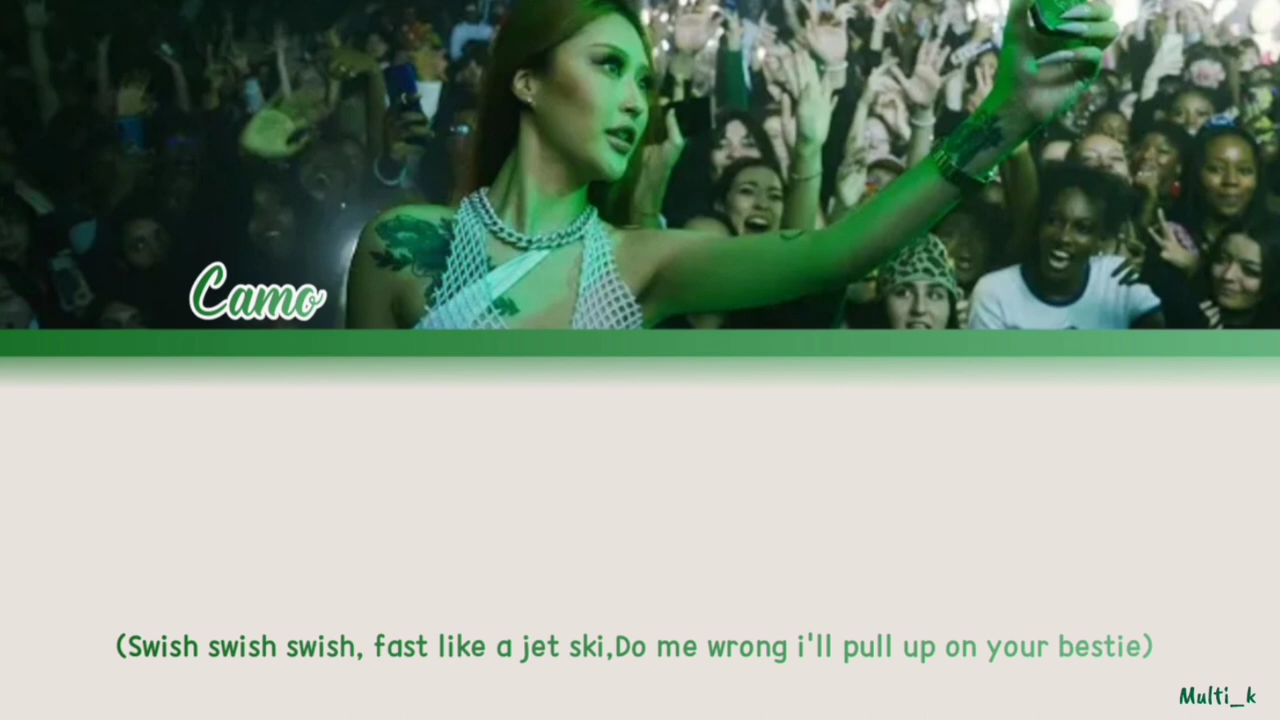 Camo
(Swish swish swish, fast like a jet ski,Do me wrong i'll pull up on your bestie)
Multi_k